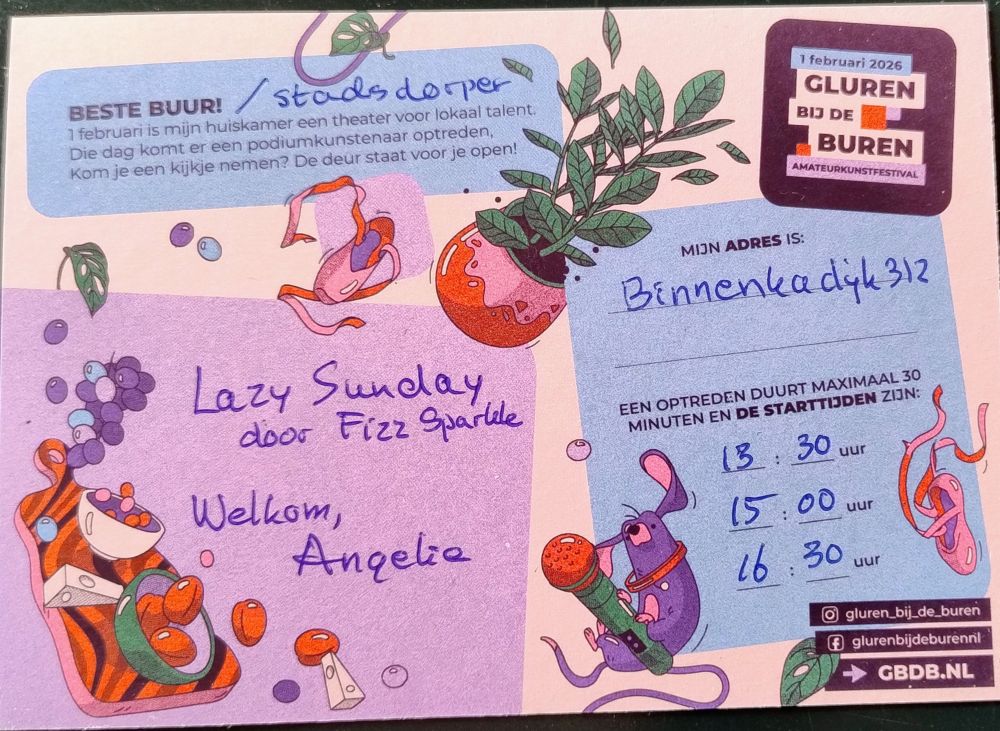 BESTE BUUR! /stadsdorper
1 februari is mijn huiskamer een theater voor lokaal talent.
Die dag komt er een podiumkunstenaar optreden,
Kom je een kijkje nemen? De deur staat voor je open!
1 februari 2026
GLUREN
BIJ DE
BUREN
AMATEURKUNSTFESTIVAL
MIJN ADRES IS:
Binnenkadijk 312
Lazy Sunday
door Fizz Sparkle
Welkom,
Angelie
EEN OPTREDEN DUURT MAXIMAAL 30
MINUTEN EN DE STARTTIJDEN ZIJN:
13 : 30 uur
15 : 00 uur
16 : 30 uur
gluren_bij_de_buren
glurenbijdeburennl
GBDB.NL